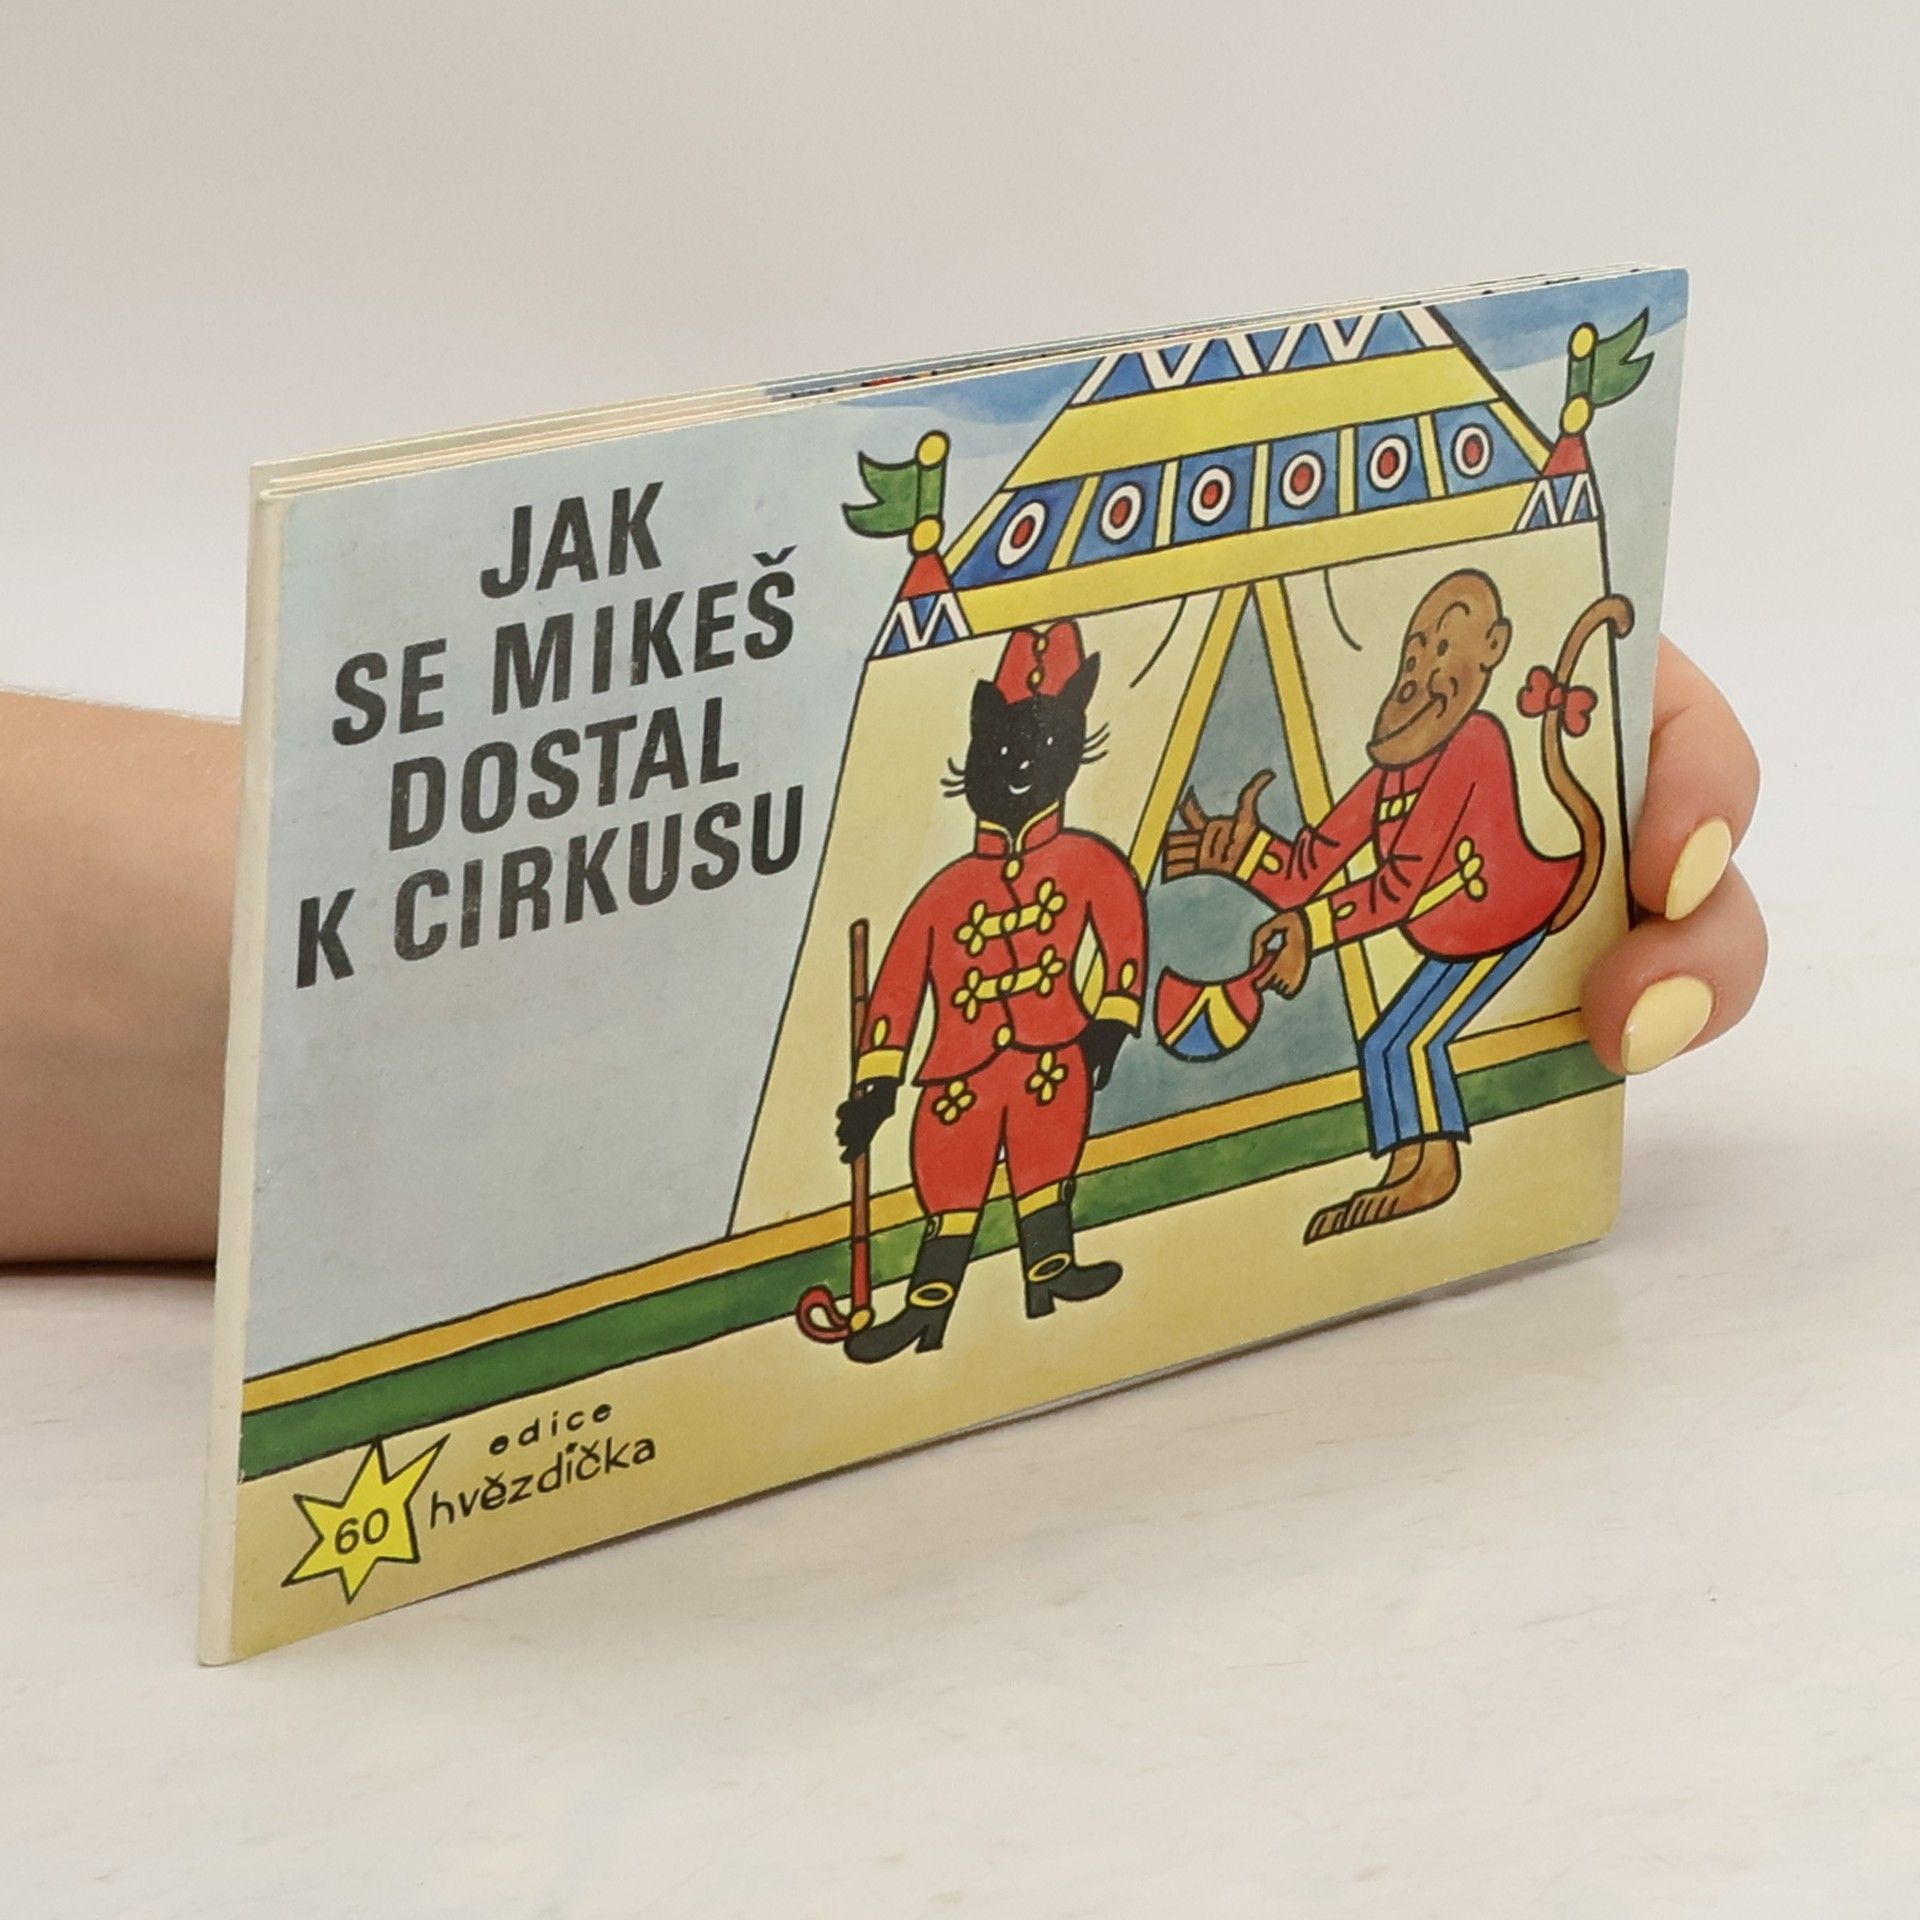 JAK
SE MIKEŠ
DOSTAL
K CIRKUSU
60
edice
hvězdička